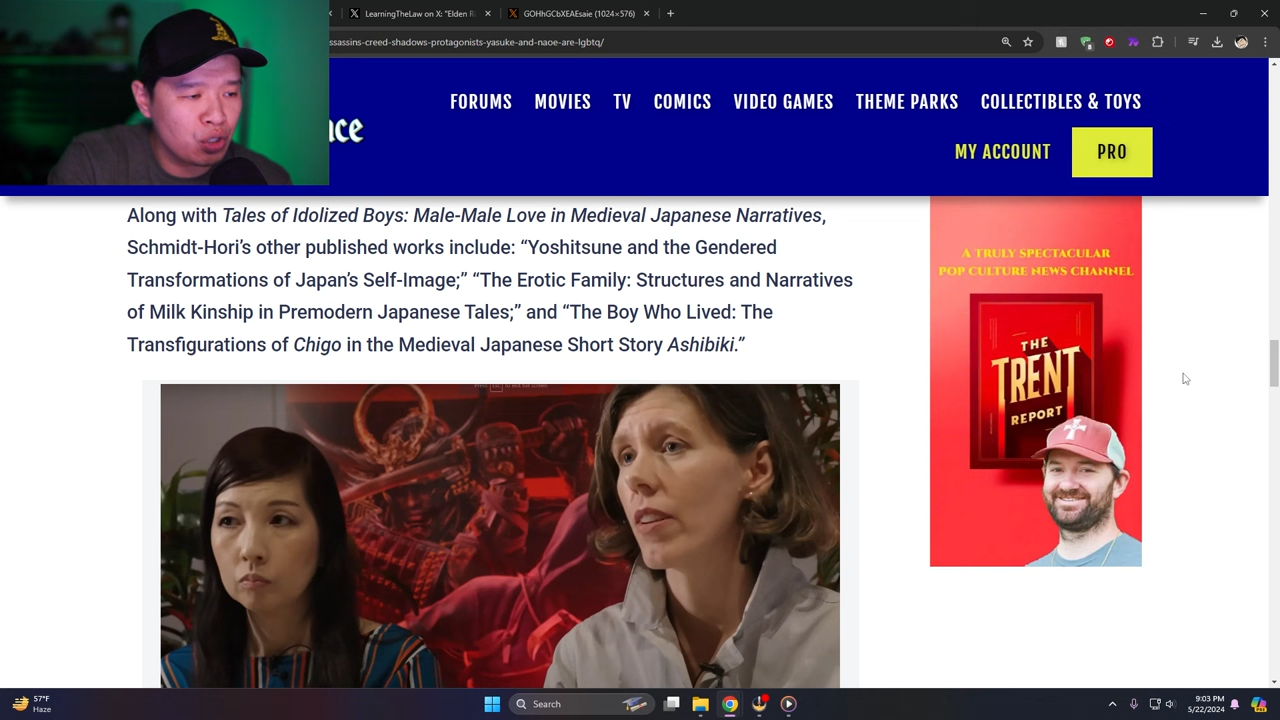 LearningTheLaw on X: "Elden R
GOHhGCbXEAEsaie (1024×576)
ssassins-creed-shadows-protagonists-yasuke-and-naoe-are-lgbtq/
FORUMS MOVIES TV COMICS VIDEO GAMES THEME PARKS COLLECTIBLES & TOYS
MY ACCOUNT PRO
Along with Tales of Idolized Boys: Male-Male Love in Medieval Japanese Narratives,
Schmidt-Hori’s other published works include: “Yoshitsune and the Gendered
Transformations of Japan’s Self-Image;” “The Erotic Family: Structures and Narratives
of Milk Kinship in Premodern Japanese Tales;” and “The Boy Who Lived: The
Transfigurations of Chigo in the Medieval Japanese Short Story Ashibiki.”
A TRULY SPECTACULAR
POP CULTURE NEWS CHANNEL
THE
TRENT
REPORT
57°F
Haze
Search
9:03 PM
5/22/2024